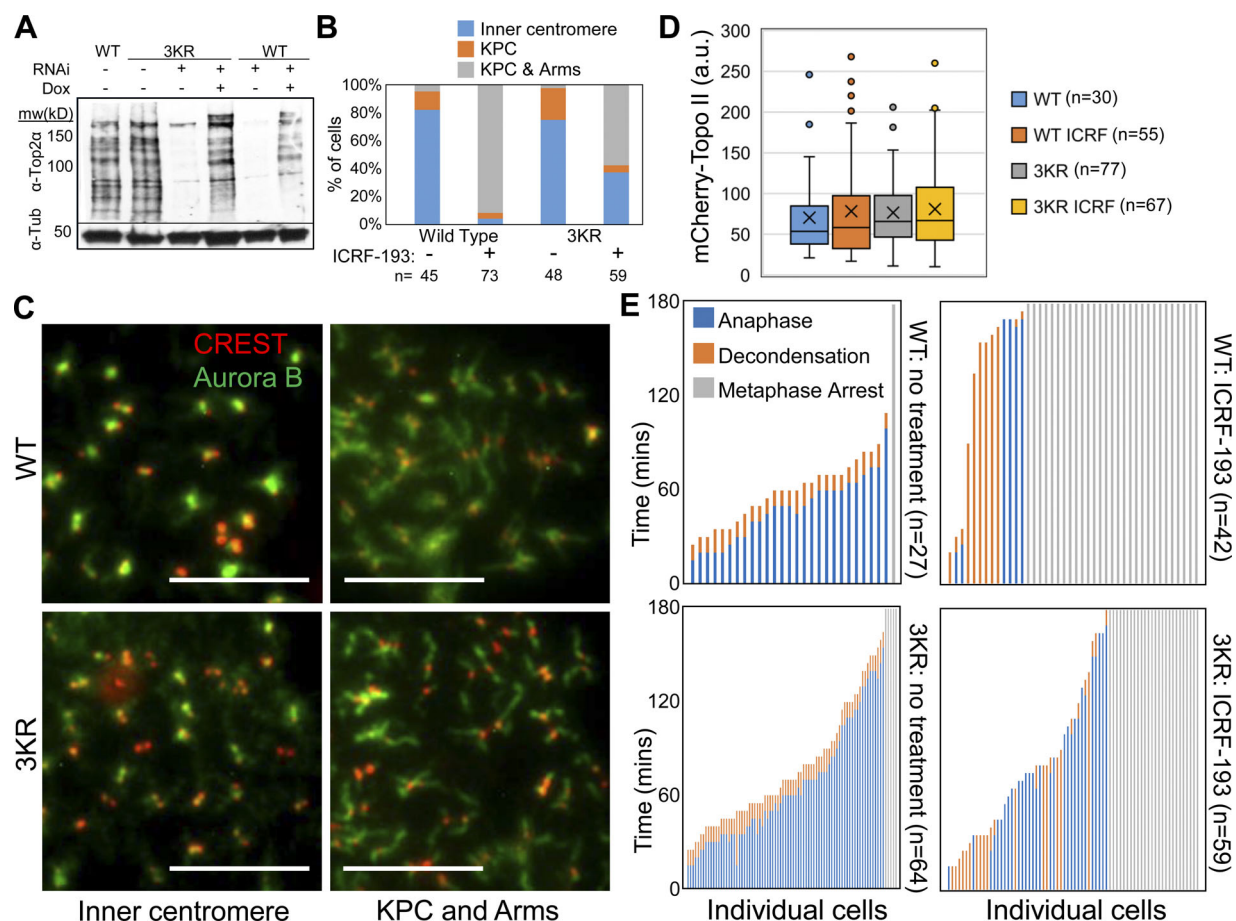 A
WT 3KR WT
RNAi - - + + + +
Dox + +
mw(kD)
150
100
50
α-Top2α
α-Tub
B
Inner centromere
KPC
KPC & Arms
100%
80%
60%
40%
20%
0%
% of cells
Wild Type 3KR
ICRF-193: - + - +
n= 45 73 48 59
C
CREST
Aurora B
WT
3KR
Inner centromere
KPC and Arms
D
300
250
200
150
100
50
0
mCherry-Topo II (a.u.)
WT (n=30)
WT ICRF (n=55)
3KR (n=77)
3KR ICRF (n=67)
E
180
120
60
0
Time (mins)
Anaphase
Decondensation
Metaphase Arrest
WT: no treatment (n=27)
WT: ICRF-193 (n=42)
180
120
60
0
Time (mins)
3KR: no treatment (n=64)
3KR: ICRF-193 (n=59)
Individual cells
Individual cells